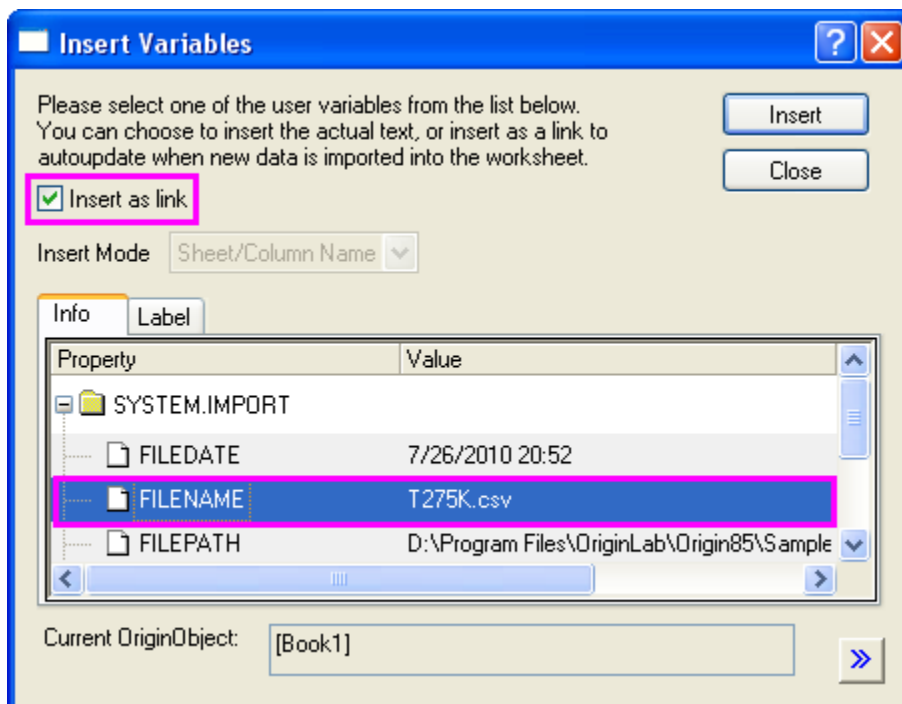 Insert Variables
Please select one of the user variables from the list below.
You can choose to insert the actual text, or insert as a link to
autoupdate when new data is imported into the worksheet.
Insert
Close
Insert as link
Insert Mode Sheet/Column Name
Info Label
Property Value
SYSTEM.IMPORT
FILEDATE 7/26/2010 20:52
FILENAME T275K.csv
FILEPATH D:\Program Files\OriginLab\Origin85\Sample
Current OriginObject: [Book1]